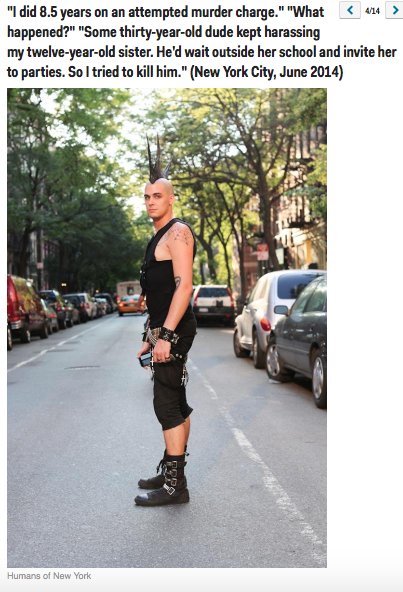 "I did 8.5 years on an attempted murder charge." "What
4/14
happened?" "Some thirty-year-old dude kept harassing
my twelve-year-old sister. He'd wait outside her school and invite her
to parties. So I tried to kill him." (New York City, June 2014)
Humans of New York